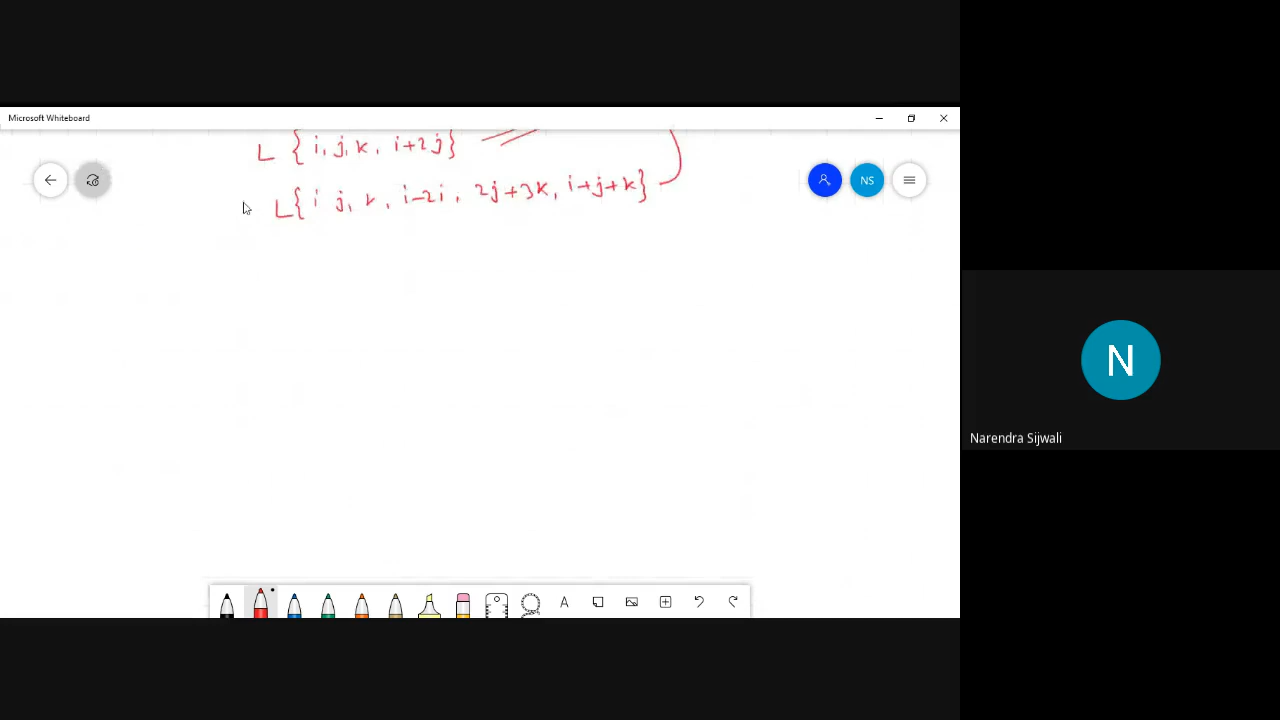 Microsoft Whiteboard
L { i, j, k, i+2j}
L{ i j, k, i-2i, 2j+3k, i+j+k}
NS
N
Narendra Sijwali
A